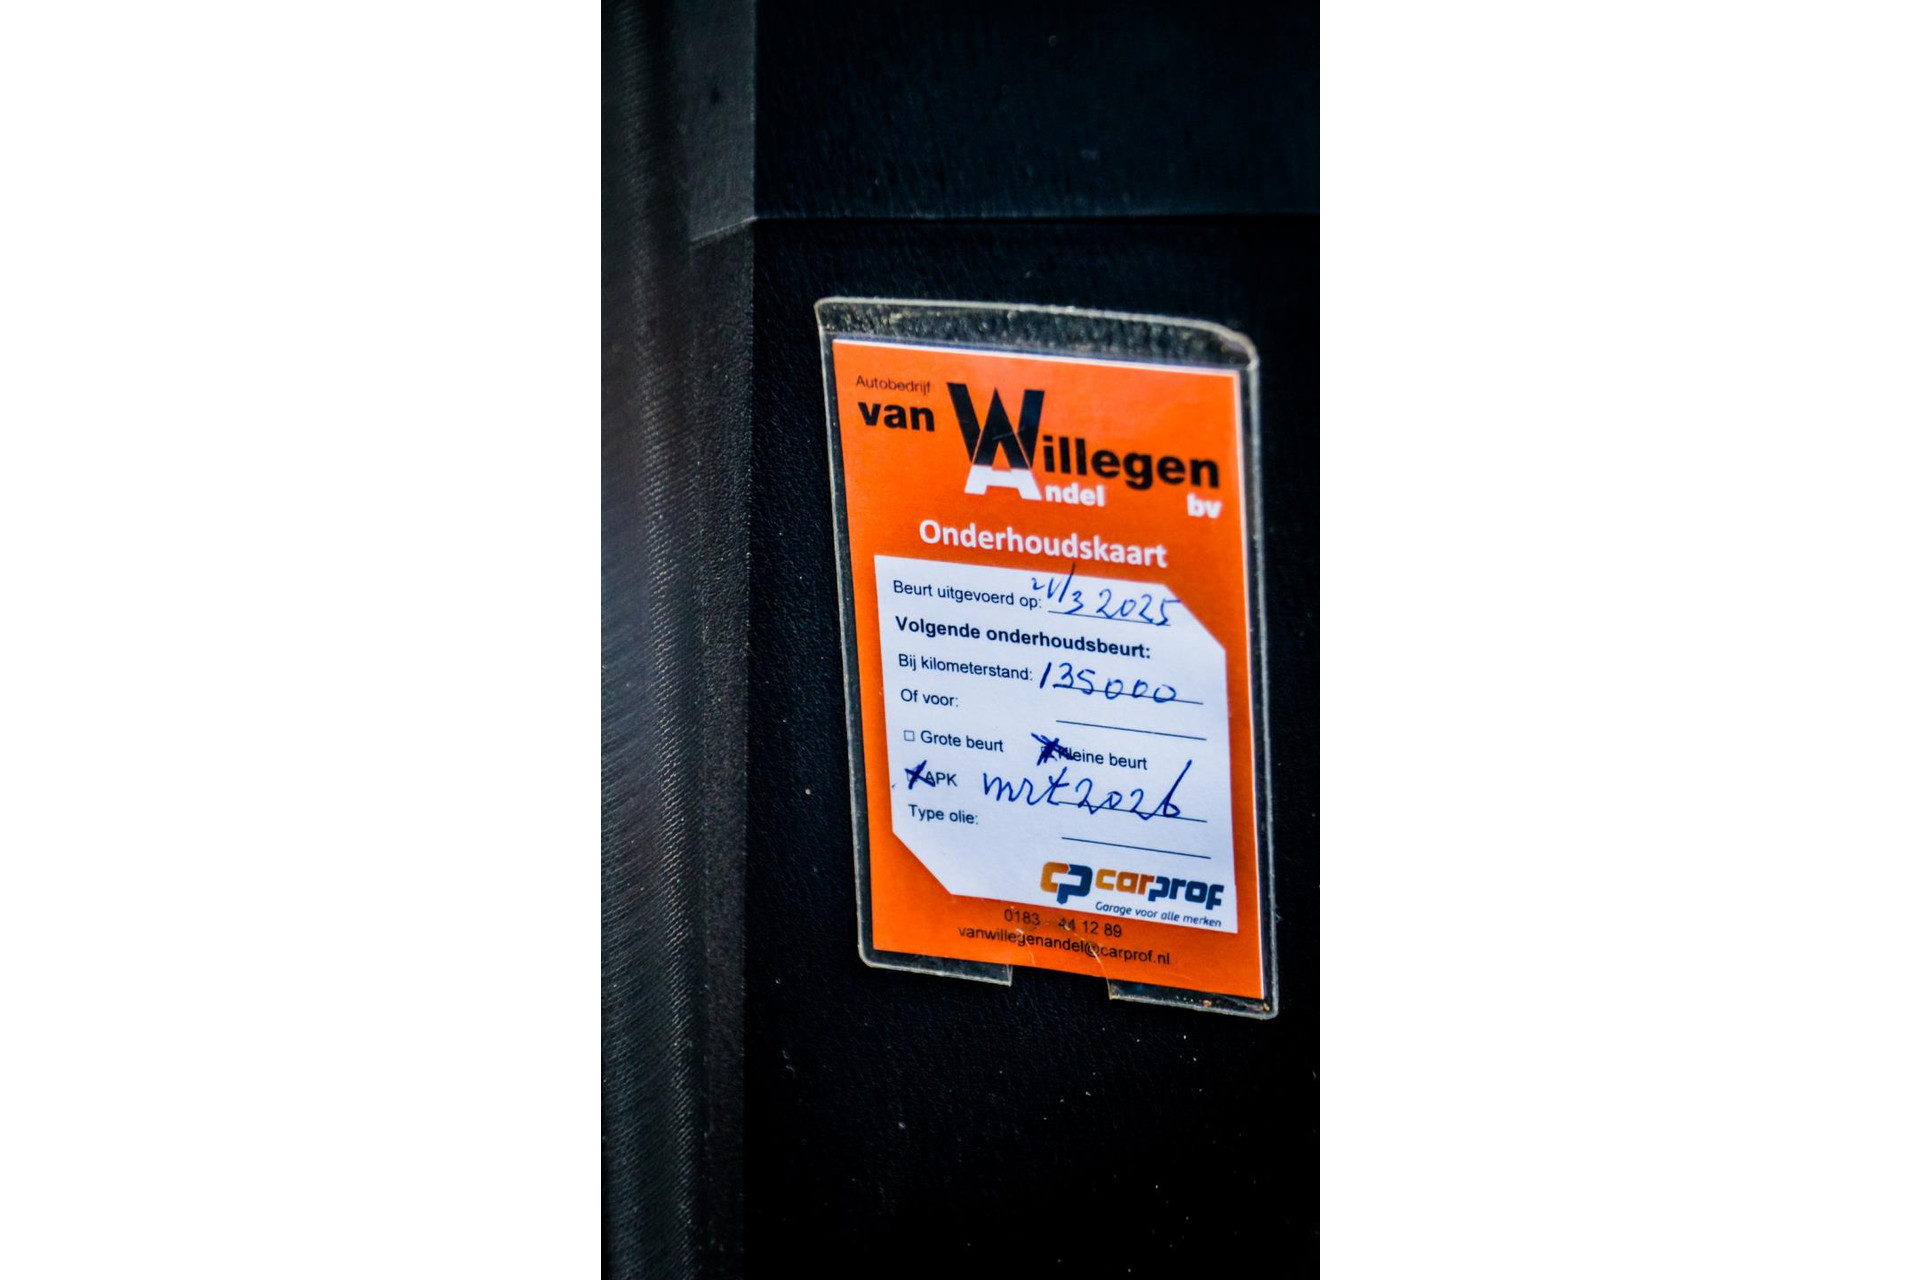 Autobedrijf
van Willegen
Andel bv
Onderhoudskaart
Beurt uitgevoerd op: 21/3 2025
Volgende onderhoudsbeurt:
Bij kilometerstand: 135000
Of voor:
☐ Grote beurt ☒ Kleine beurt
☒ APK mrt 2026
Type olie:
CP carprof
Garage voor alle merken
0183 - 44 12 89
vanwillegenandel@carprof.nl